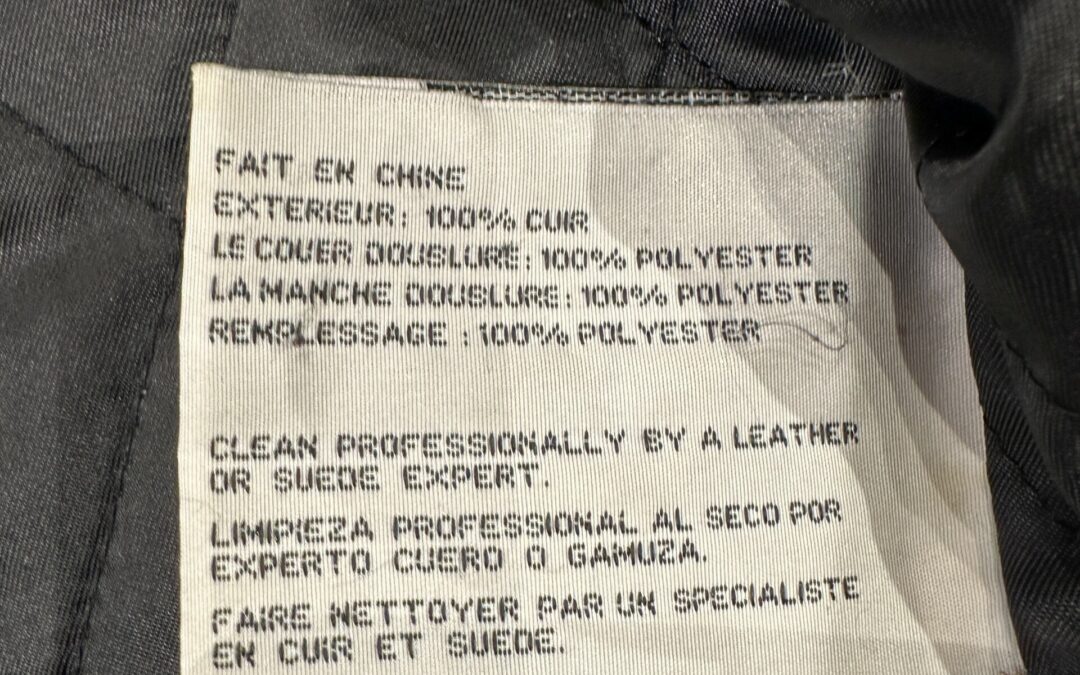 FAIT EN CHINE
EXTERIEUR: 100% CUIR
LE COVER DOUSLURE: 100% POLYESTER
LA MANCHE DOUSLURE: 100% POLYESTER
REMPLESSAGE : 100% POLYESTER
CLEAN PROFESSIONALLY BY A LEATHER
OR SUEDE EXPERT.
LIMPIEZA PROFESSIONAL AL SECO POR
EXPERTO CUERO O GAMUZA.
FAIRE NETTOYER PAR UN SPECIALISTE
EN CUIR ET SUEDE.